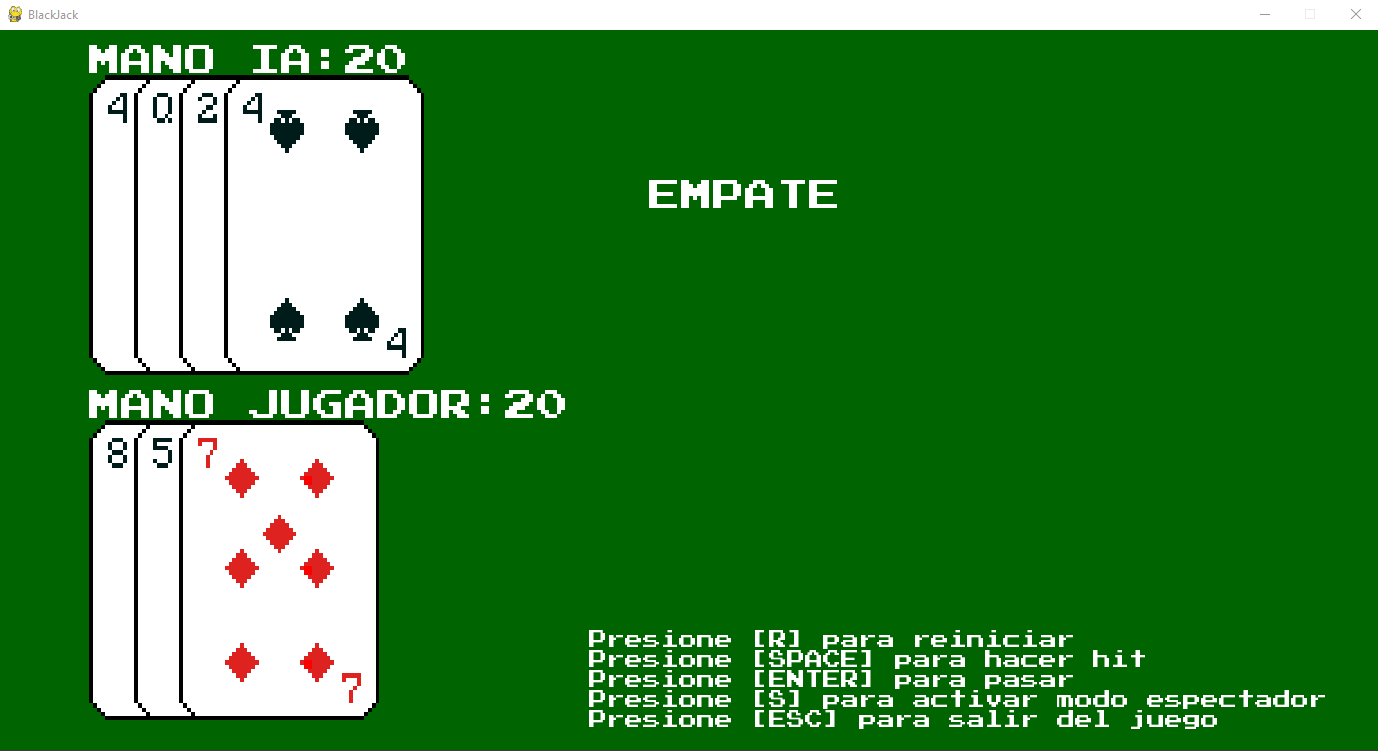 BlackJack
MANO IA:20
4 Q 2 4
4
EMPATE
MANO JUGADOR:20
8 5 7
7
Presione [R] para reiniciar
Presione [SPACE] para hacer hit
Presione [ENTER] para pasar
Presione [S] para activar modo espectador
Presione [ESC] para salir del juego